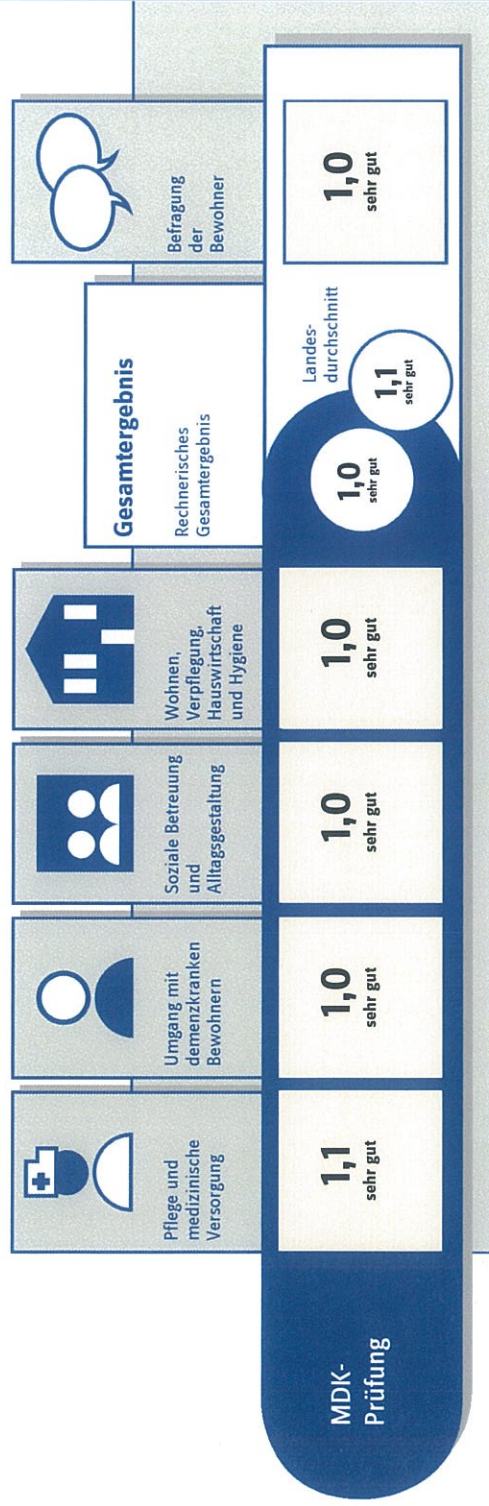 Pflege und
medizinische
Versorgung
Umgang mit
demenzkranken
Bewohnern
Soziale Betreuung
und
Alltagsgestaltung
Wohnen,
Verpflegung,
Hauswirtschaft
und Hygiene
Gesamtergebnis
Rechnerisches
Gesamtergebnis
Befragung
der
Bewohner
MDK-
Prüfung
1,1
sehr gut
1,0
sehr gut
1,0
sehr gut
1,0
sehr gut
1,0
sehr gut
Landes-
durchschnitt
1,1
sehr gut
1,0
sehr gut